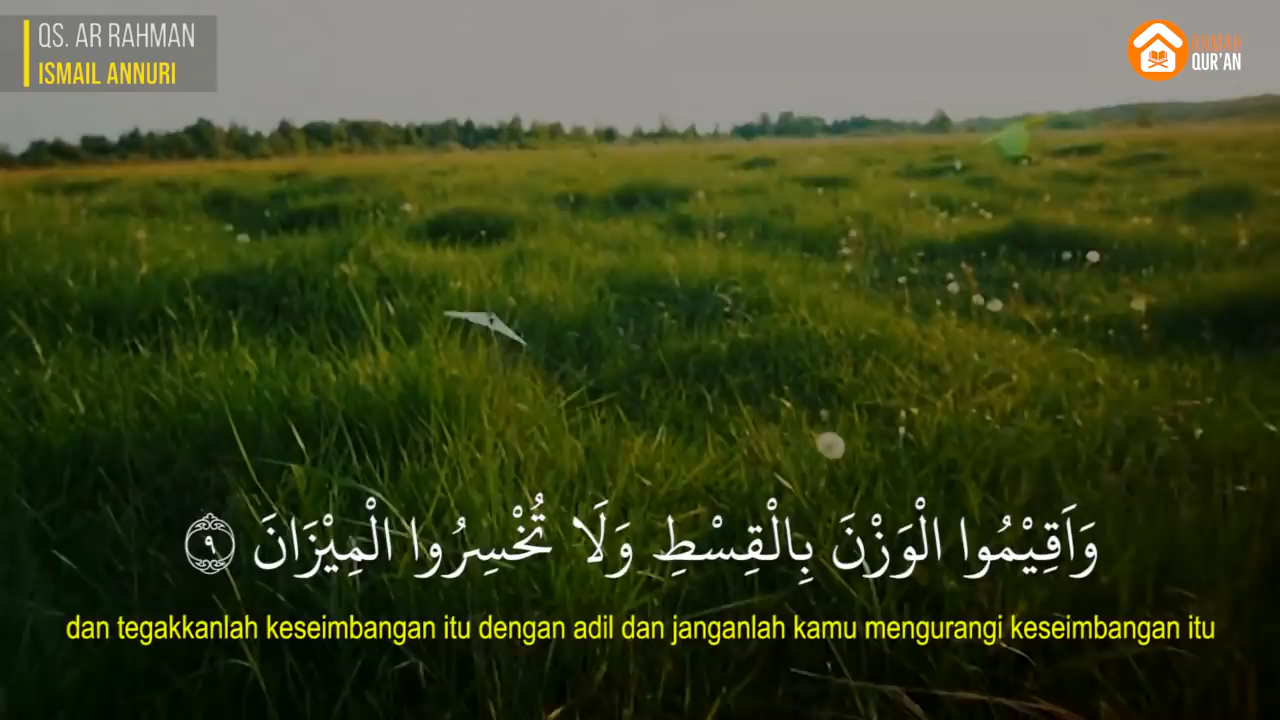 QS. AR RAHMAN
ISMAIL ANNURI
RUMAH
QUR'AN
وَاَقِيْمُوا الْوَزْنَ بِالْقِسْطِ وَلَا تُخْسِرُوا الْمِيْزَانَ ۝٩
dan tegakkanlah keseimbangan itu dengan adil dan janganlah kamu mengurangi keseimbangan itu